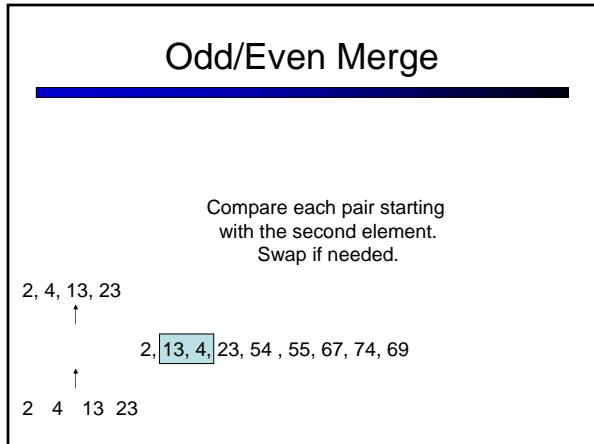 Odd/Even Merge
Compare each pair starting
with the second element.
Swap if needed.
2, 4, 13, 23
2, 13, 4, 23, 54 , 55, 67, 74, 69
2 4 13 23